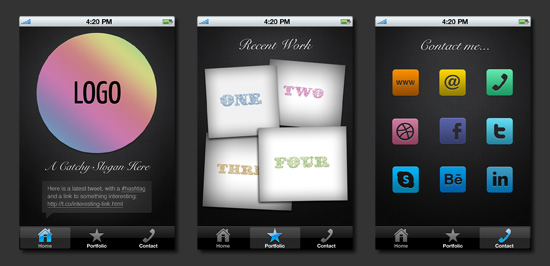 4:20 PM
LOGO
A Catchy Slogan Here
Here is a latest tweet, with a #hashtag
and a link to something interesting:
http://t.co/interesting-link.html
Home
Portfolio
Contact
4:20 PM
Recent Work
ONE
TWO
THRE
FOUR
Home
Portfolio
Contact
4:20 PM
Contact me...
WWW
@
f
t
S
Bē
in
Home
Portfolio
Contact